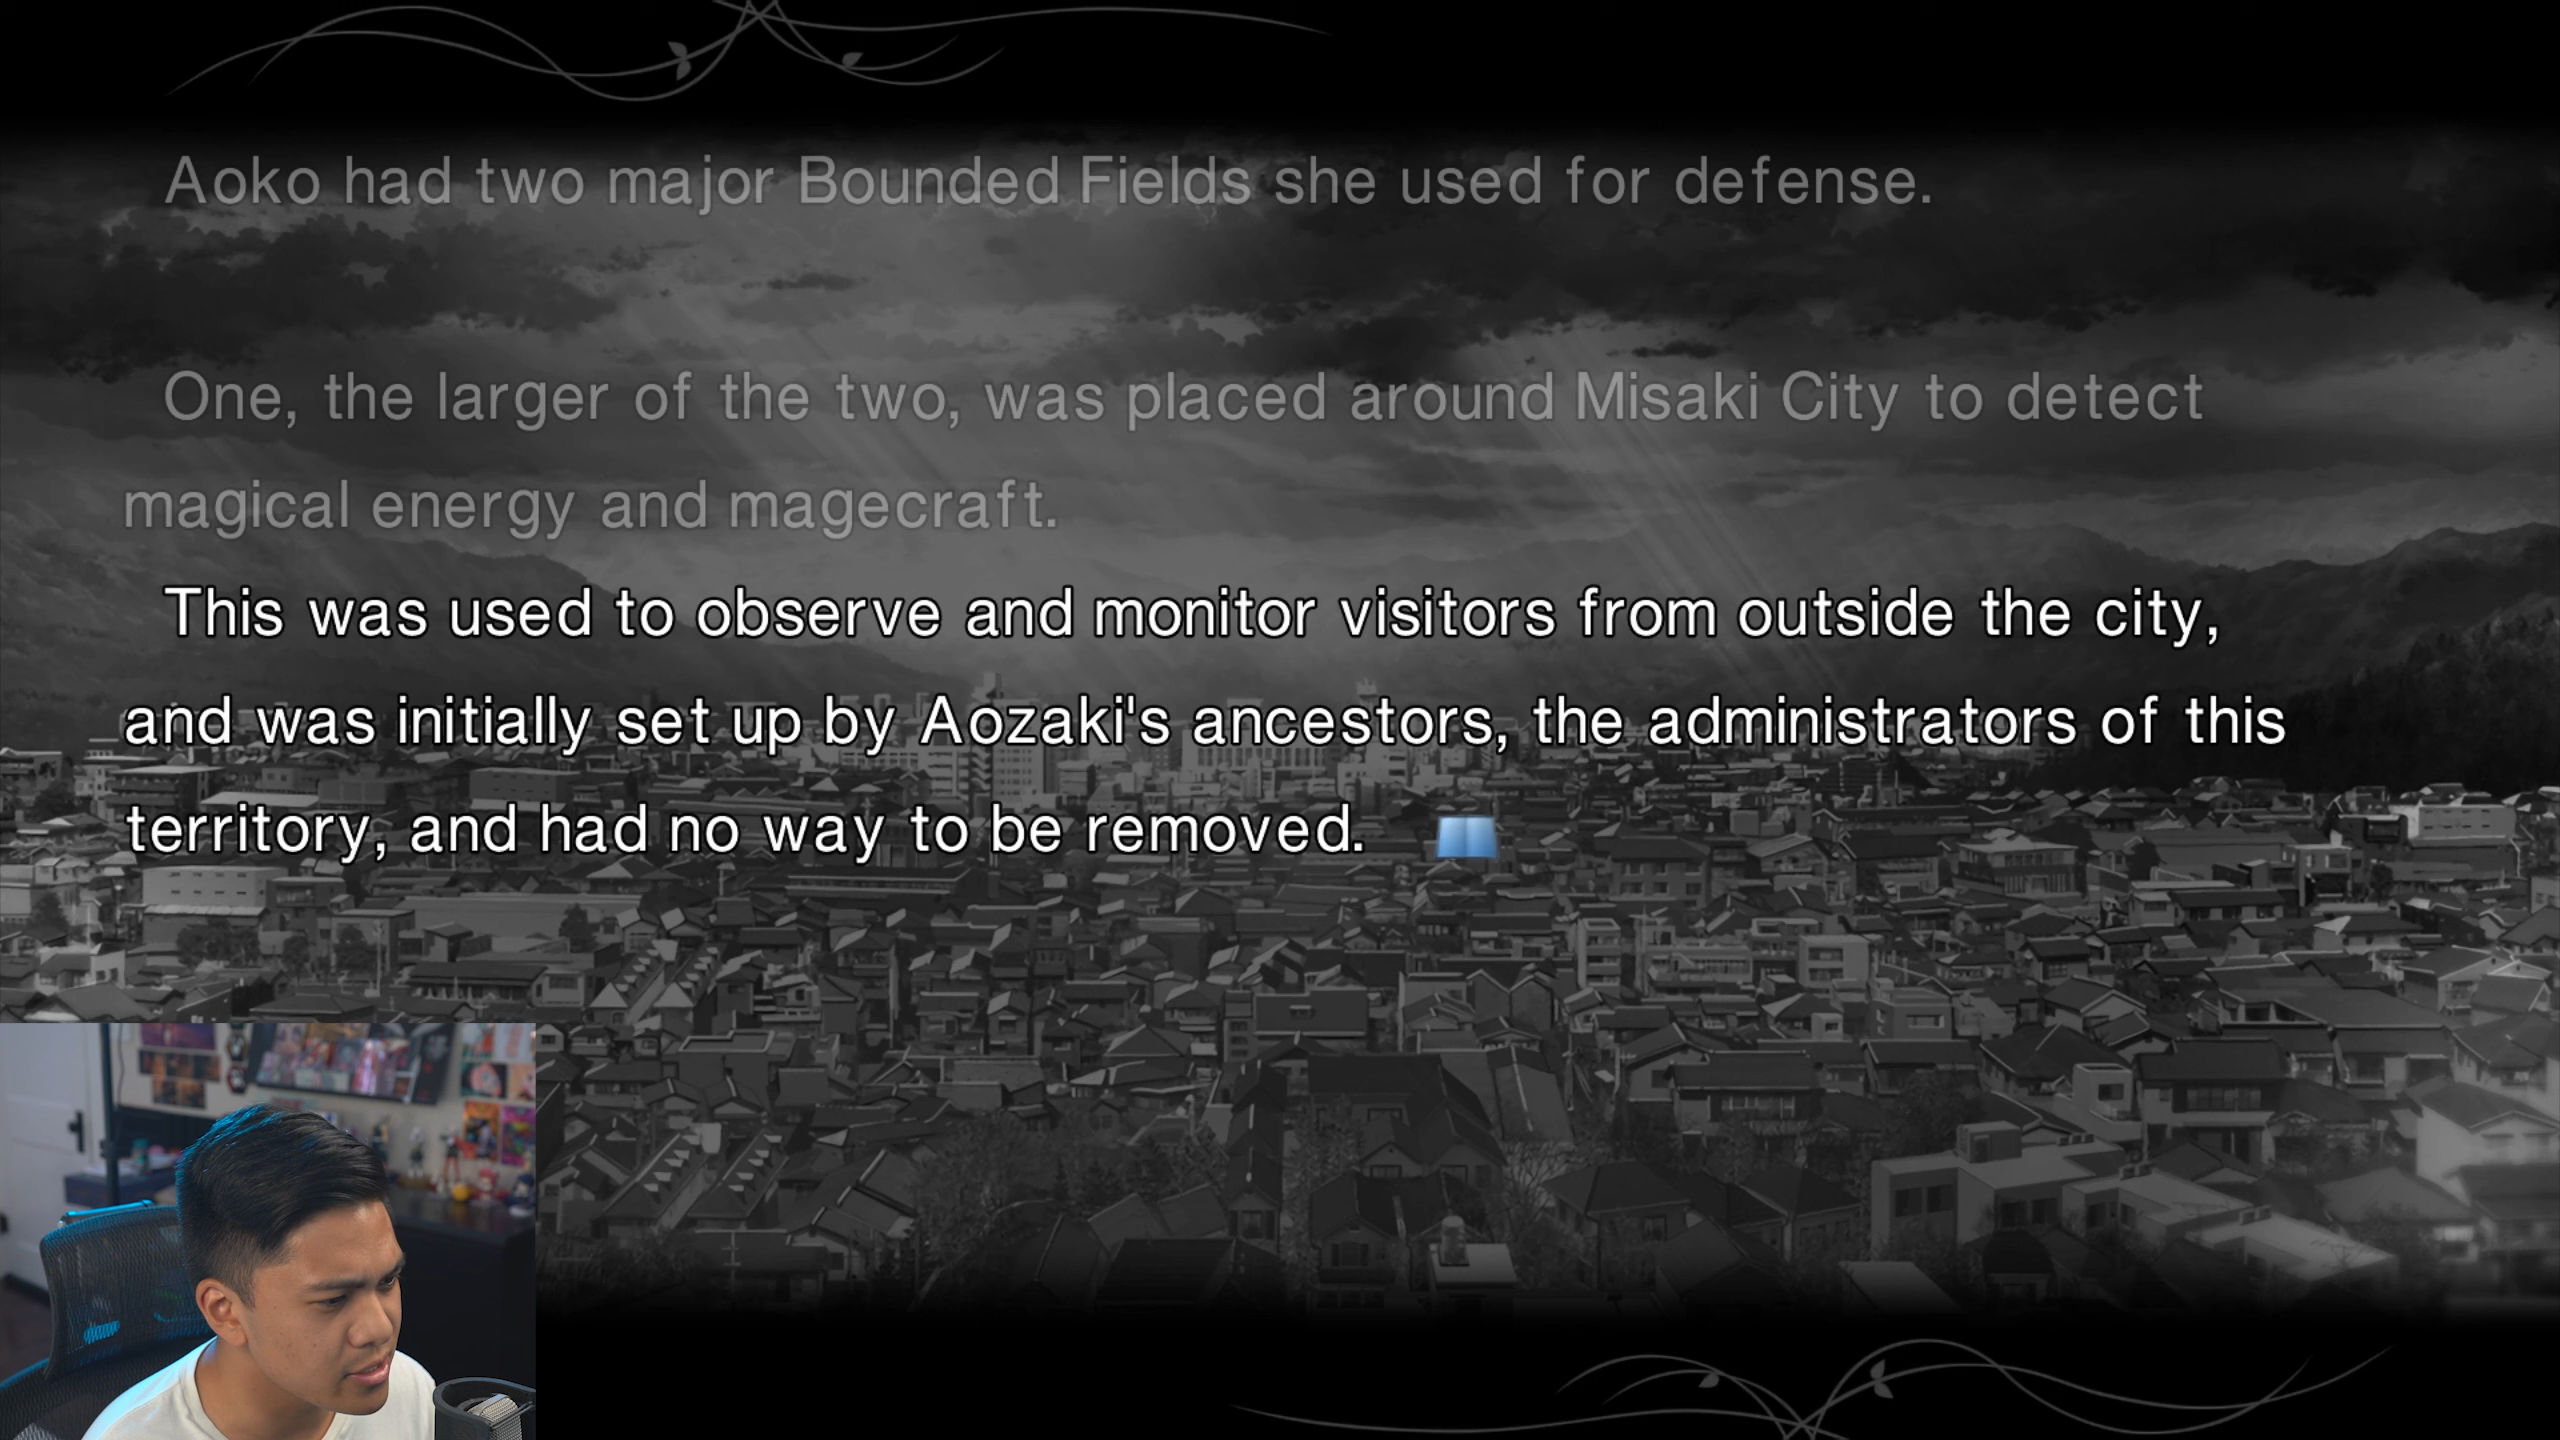 Aoko had two major Bounded Fields she used for defense.
One, the larger of the two, was placed around Misaki City to detect
magical energy and magecraft.
This was used to observe and monitor visitors from outside the city,
and was initially set up by Aozaki's ancestors, the administrators of this
territory, and had no way to be removed.